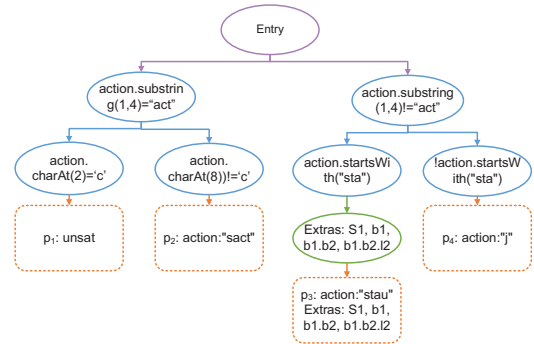 Entry
action.substrin
g(1,4)=“act”
action.substring
(1,4)!=“act”
action.
charAt(2)=‘c’
action.
charAt(8))!=‘c’
action.startsWi
th("sta")
!action.startsW
ith("sta")
p₁: unsat
p₂: action:"sact"
Extras: S1, b1,
b1.b2, b1.b2.l2
p₄: action:"j"
p₃: action:"stau"
Extras: S1, b1,
b1.b2, b1.b2.l2